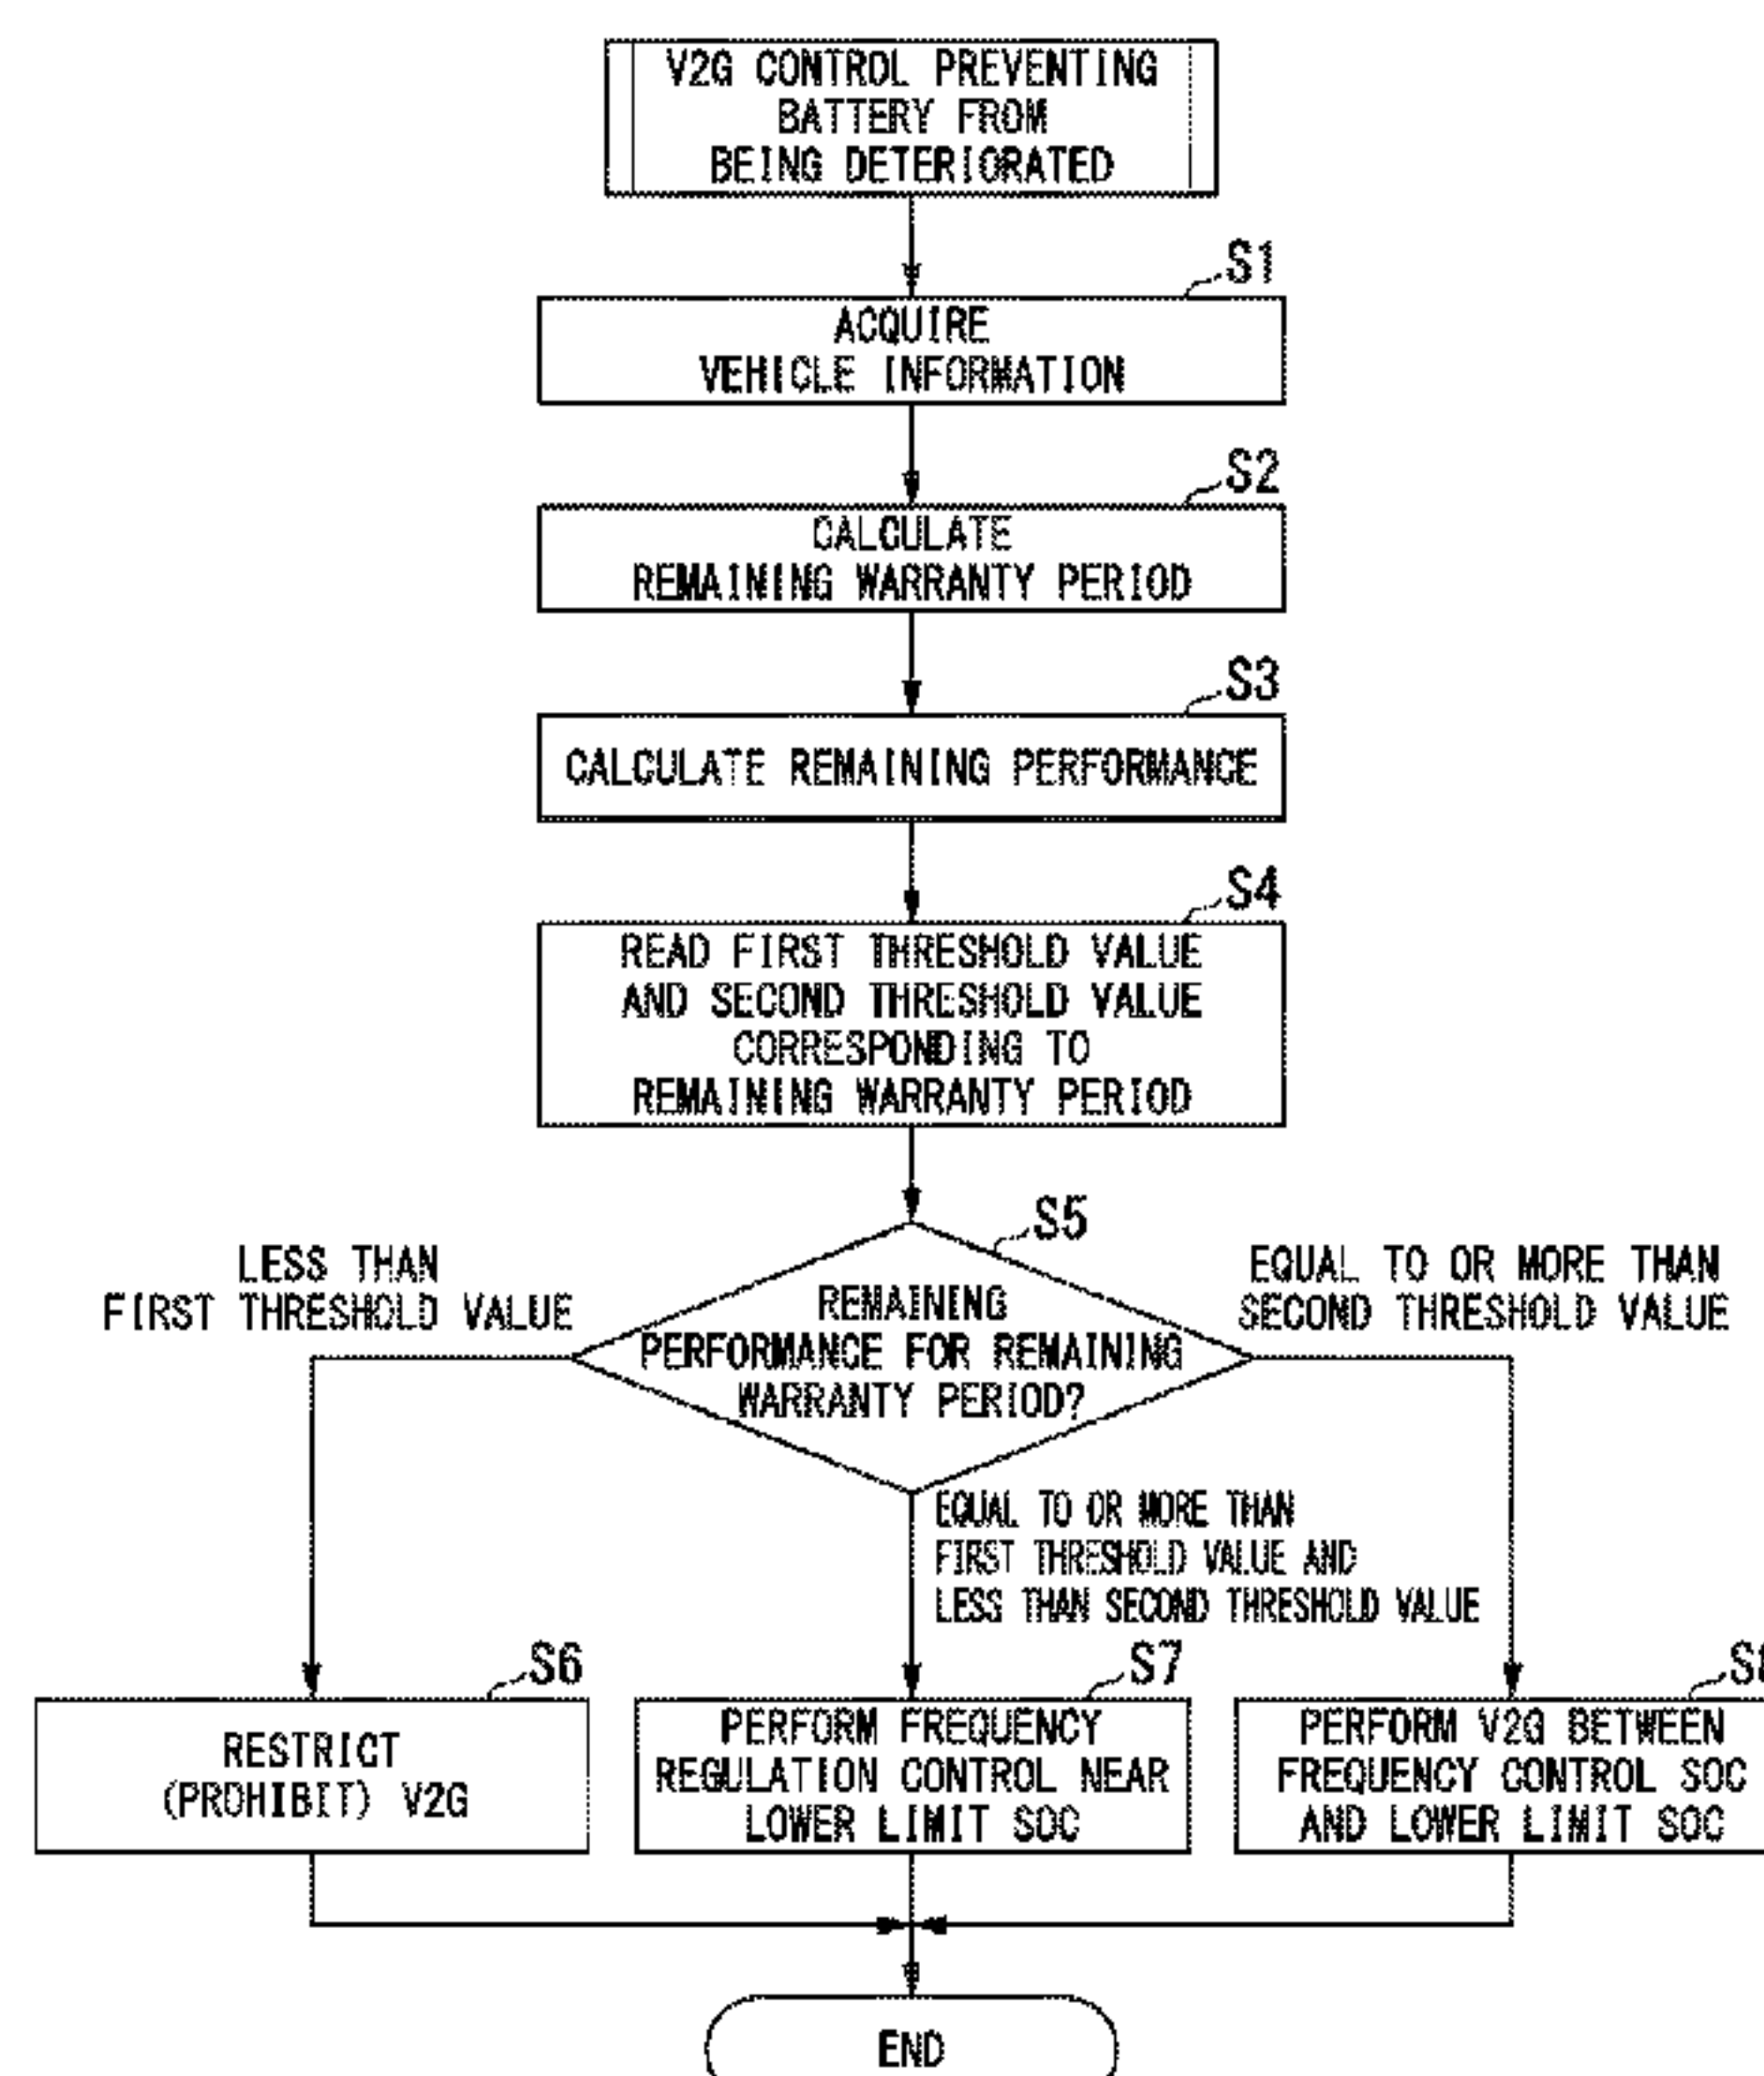 V2G CONTROL PREVENTING
BATTERY FROM
BEING DETERIORATED
S1
ACQUIRE
VEHICLE INFORMATION
S2
CALCULATE
REMAINING WARRANTY PERIOD
S3
CALCULATE REMAINING PERFORMANCE
S4
READ FIRST THRESHOLD VALUE
AND SECOND THRESHOLD VALUE
CORRESPONDING TO
REMAINING WARRANTY PERIOD
S5
REMAINING
PERFORMANCE FOR REMAINING
WARRANTY PERIOD?
LESS THAN
FIRST THRESHOLD VALUE
EQUAL TO OR MORE THAN
SECOND THRESHOLD VALUE
EQUAL TO OR MORE THAN
FIRST THRESHOLD VALUE AND
LESS THAN SECOND THRESHOLD VALUE
S6
RESTRICT
(PROHIBIT) V2G
S7
PERFORM FREQUENCY
REGULATION CONTROL NEAR
LOWER LIMIT SOC
PERFORM V2G BETWEEN
FREQUENCY CONTROL SOC
AND LOWER LIMIT SOC
END